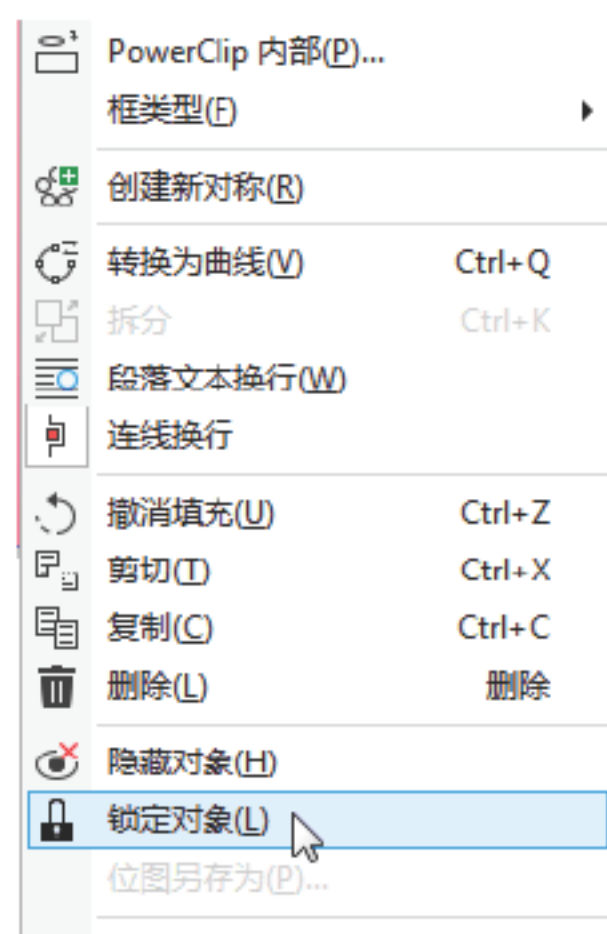 PowerClip 内部(P)...
框类型(F)
创建新对称(R)
转换为曲线(V) Ctrl+Q
拆分 Ctrl+K
段落文本换行(W)
连线换行
撤消填充(U) Ctrl+Z
剪切(T) Ctrl+X
复制(C) Ctrl+C
删除(L) 删除
隐藏对象(H)
锁定对象(L)
位图另存为(P)...